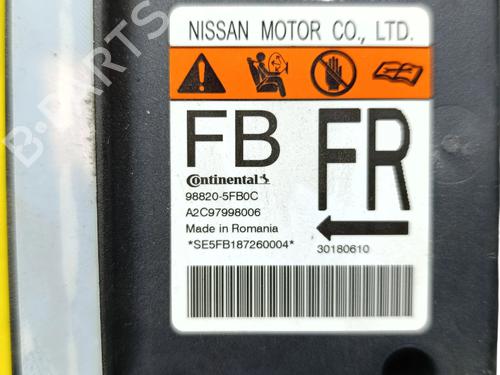 NISSAN MOTOR CO., LTD.
FB
FR
Continental
98820-5FB0C
A2C97998006
Made in Romania
*SE5FB187260004*
30180610
B-PARTS